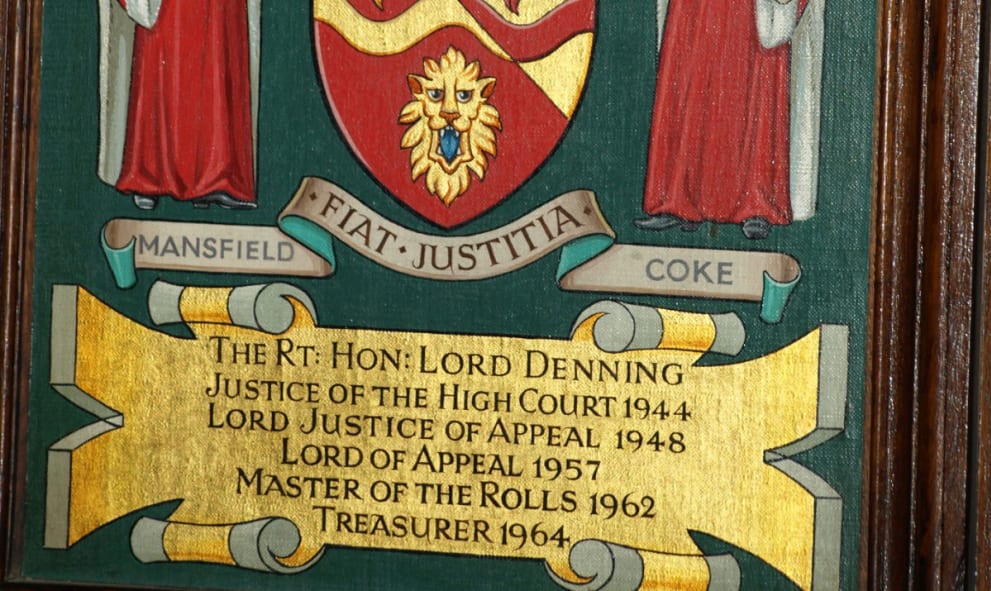 · FIAT · JUSTITIA ·
MANSFIELD
COKE
THE RT: HON: LORD DENNING
JUSTICE OF THE HIGH COURT 1944
LORD JUSTICE OF APPEAL 1948
LORD OF APPEAL 1957
MASTER OF THE ROLLS 1962
TREASURER 1964